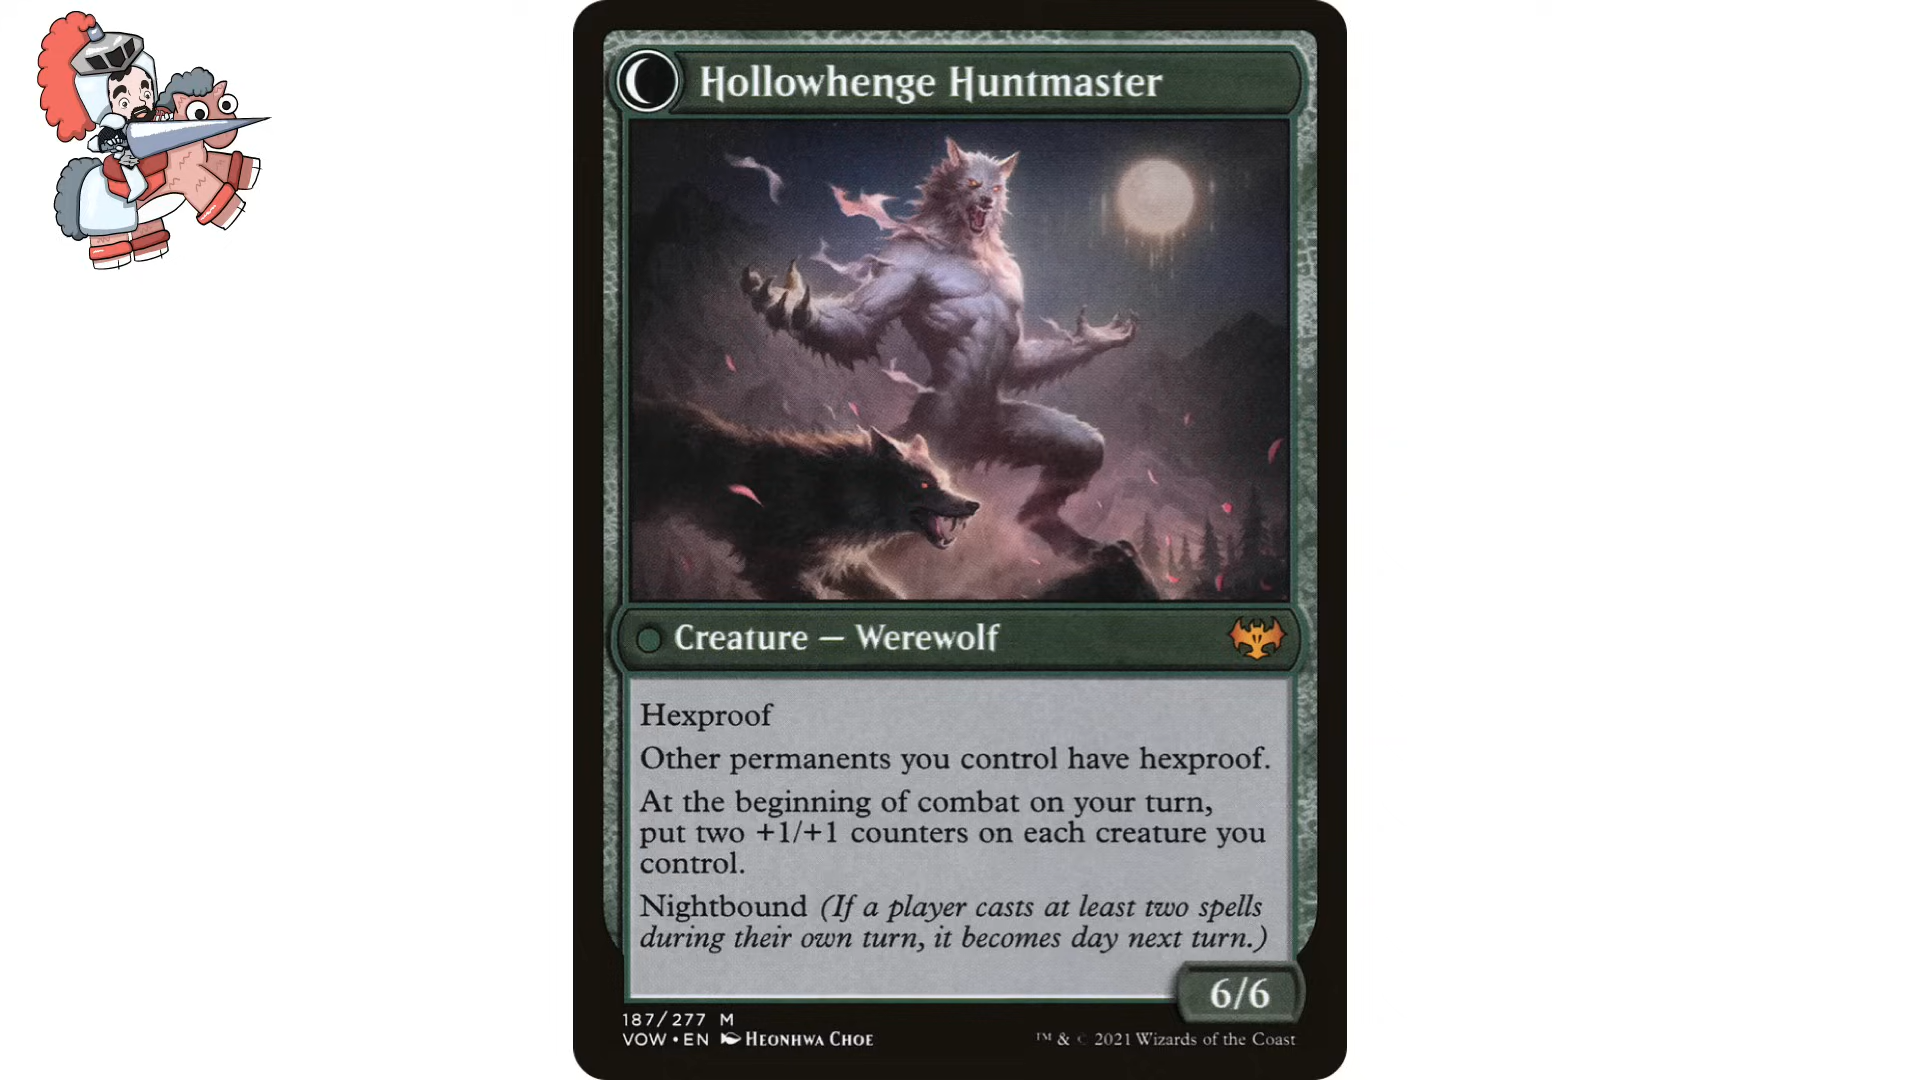 Hollowhenge Huntmaster
Creature — Werewolf
Hexproof
Other permanents you control have hexproof.
At the beginning of combat on your turn,
put two +1/+1 counters on each creature you
control.
Nightbound (If a player casts at least two spells
during their own turn, it becomes day next turn.)
6/6
187/277 M
VOW • EN Heonhwa Choe
™ & © 2021 Wizards of the Coast